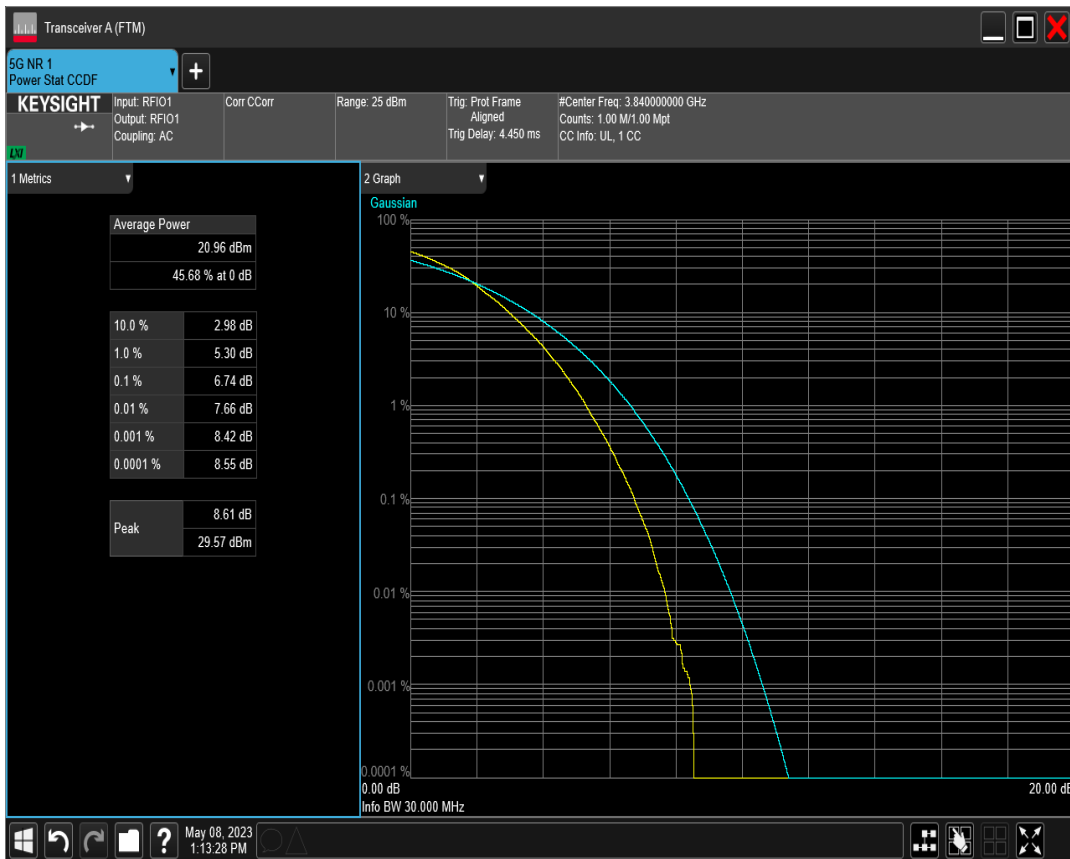 Transceiver A (FTM)
5G NR 1
Power Stat CCDF
+
KEYSIGHT
LXI
Input: RFIO1
Output: RFIO1
Coupling: AC
Corr CCorr
Range: 25 dBm
Trig: Prot Frame
Aligned
Trig Delay: 4.450 ms
#Center Freq: 3.840000000 GHz
Counts: 1.00 M/1.00 Mpt
CC Info: UL, 1 CC
1 Metrics
Average Power
20.96 dBm
45.68 % at 0 dB
10.0 % 2.98 dB
1.0 % 5.30 dB
0.1 % 6.74 dB
0.01 % 7.66 dB
0.001 % 8.42 dB
0.0001 % 8.55 dB
Peak
8.61 dB
29.57 dBm
2 Graph
Gaussian
100 %
10 %
1 %
0.1 %
0.01 %
0.001 %
0.0001 %
0.00 dB 20.00 dB
Info BW 30.000 MHz
?
May 08, 2023
1:13:28 PM